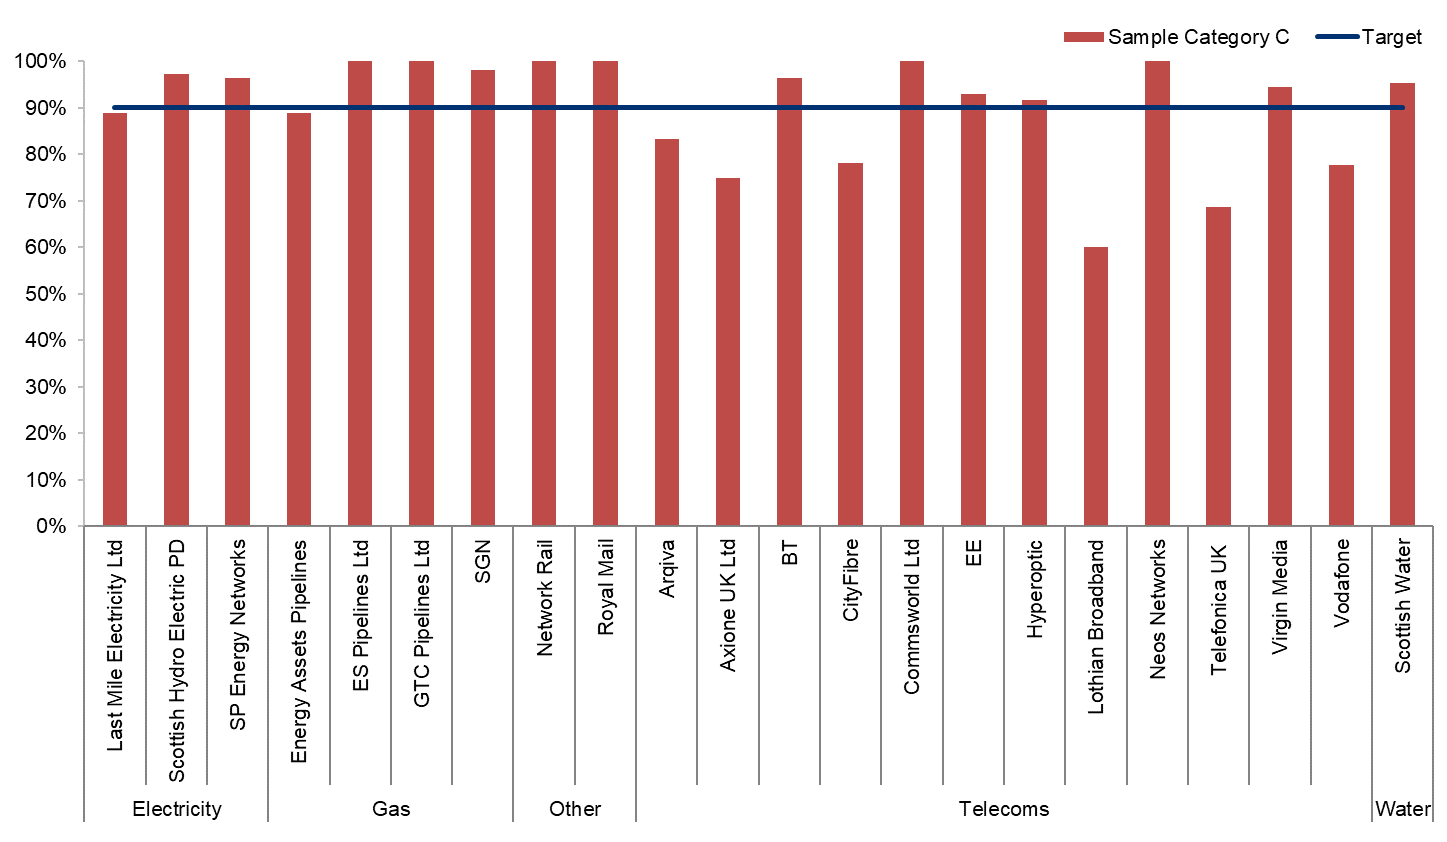 Sample Category C
Target
100%
90%
80%
70%
60%
50%
40%
30%
20%
10%
0%
Last Mile Electricity Ltd
Scottish Hydro Electric PD
SP Energy Networks
Energy Assets Pipelines
ES Pipelines Ltd
GTC Pipelines Ltd
SGN
Network Rail
Royal Mail
Arqiva
Axione UK Ltd
BT
CityFibre
Commsworld Ltd
EE
Hyperoptic
Lothian Broadband
Neos Networks
Telefonica UK
Virgin Media
Vodafone
Scottish Water
Electricity
Gas
Other
Telecoms
Water